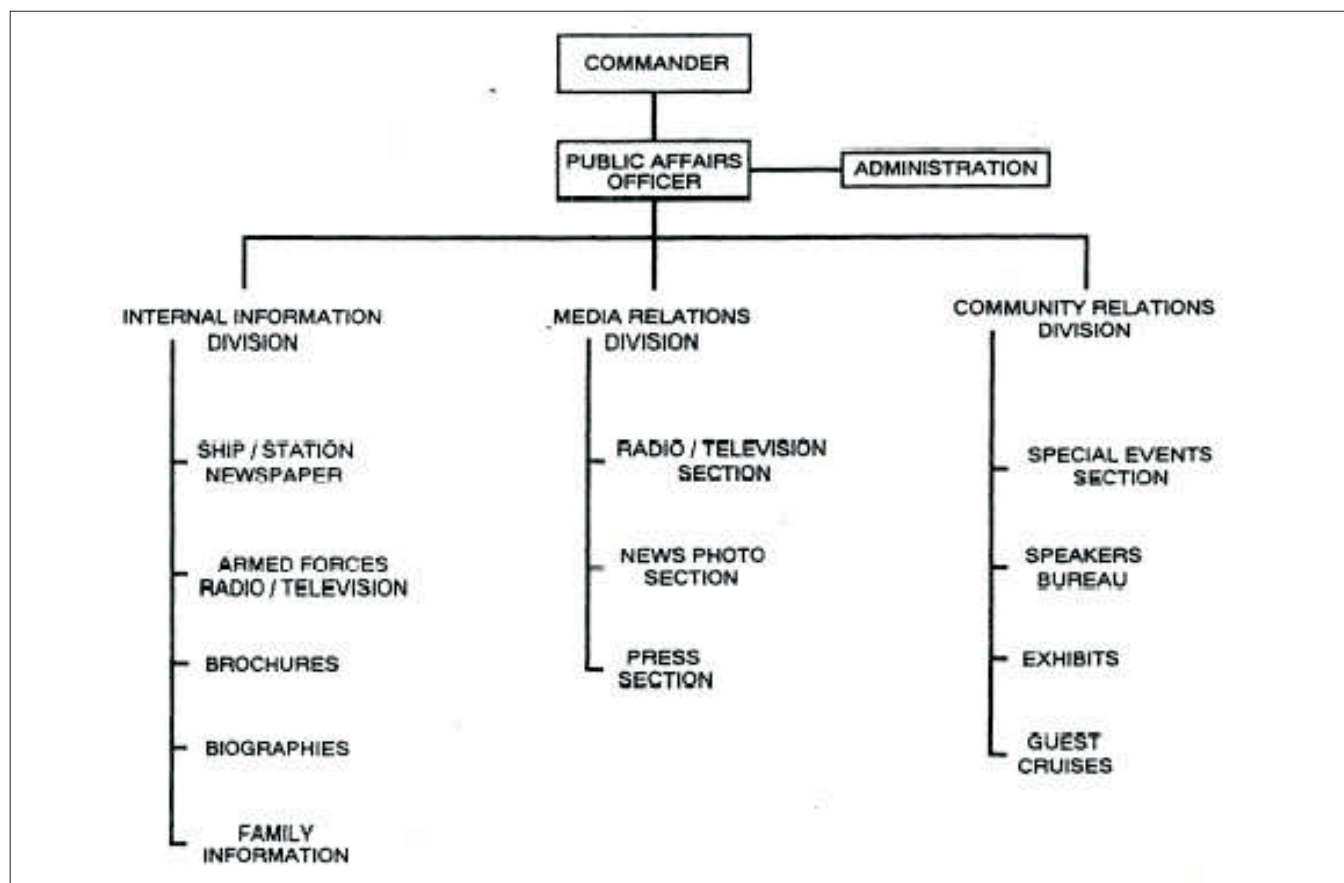 COMMANDER
PUBLIC AFFAIRS
OFFICER
ADMINISTRATION
INTERNAL INFORMATION
DIVISION
SHIP / STATION
NEWSPAPER
ARMED FORCES
RADIO / TELEVISION
BROCHURES
BIOGRAPHIES
FAMILY
INFORMATION
MEDIA RELATIONS
DIVISION
RADIO / TELEVISION
SECTION
NEWS PHOTO
SECTION
PRESS
SECTION
COMMUNITY RELATIONS
DIVISION
SPECIAL EVENTS
SECTION
SPEAKERS
BUREAU
EXHIBITS
GUEST
CRUISES